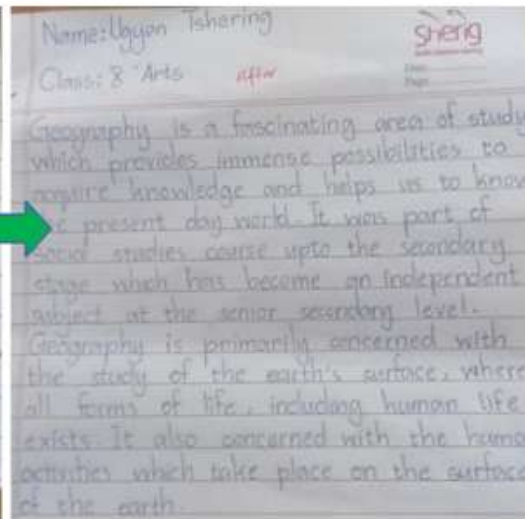 Name: Ugyen Tshering
sherig
Class: 8 Arts
after
Geography is a fascinating area of study
which provides immense possibilities to
acquire knowledge and helps us to know
present day world. It was part of
social studies course upto the secondary
stage which has become an independent
subject at the senior secondary level.
Geography is primarily concerned with
the study of the earth's surface, where
all forms of life, including human life
exists. It also concerned with the huma
activities which take place on the surface
of the earth.